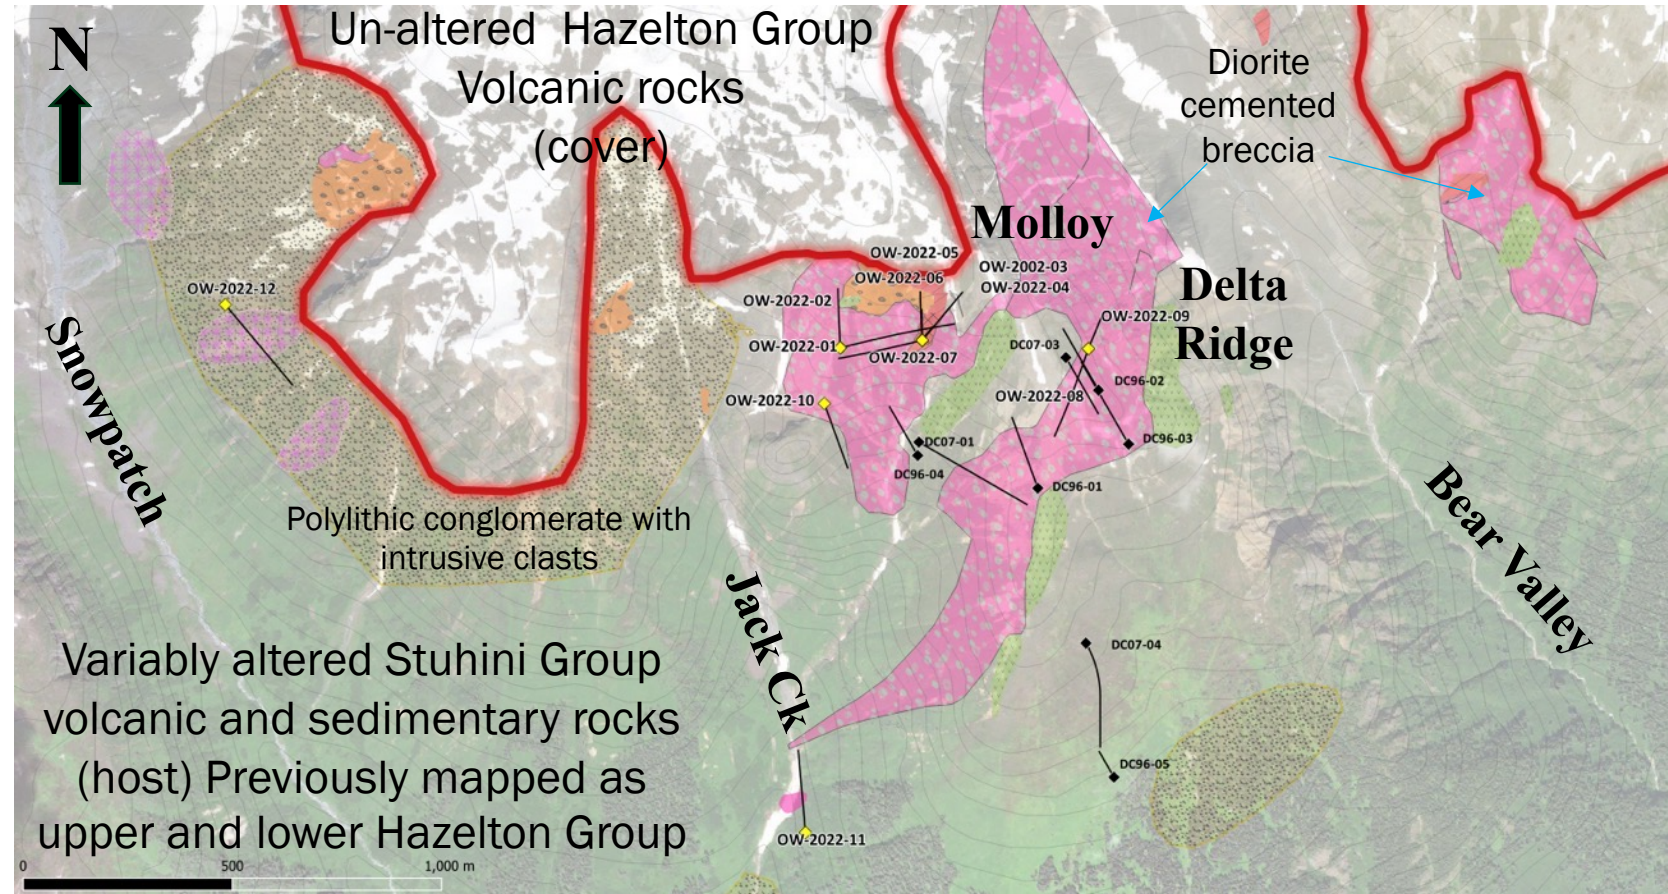 N
Un-altered Hazelton Group
Volcanic rocks
(cover)
Diorite
cemented
breccia
Molloy
Delta
Ridge
OW-2022-05
OW-2022-06
OW-2002-03
OW-2022-04
OW-2022-02
OW-2022-12
OW-2022-09
OW-2022-01
OW-2022-07
DC07-03
DC96-02
OW-2022-08
OW-2022-10
DC07-01
DC96-03
DC96-04
DC96-01
Snowpatch
Polylithic conglomerate with
intrusive clasts
Jack Ck
Bear Valley
Variably altered Stuhini Group
volcanic and sedimentary rocks
(host) Previously mapped as
upper and lower Hazelton Group
DC07-04
DC96-05
OW-2022-11
0 500 1,000 m